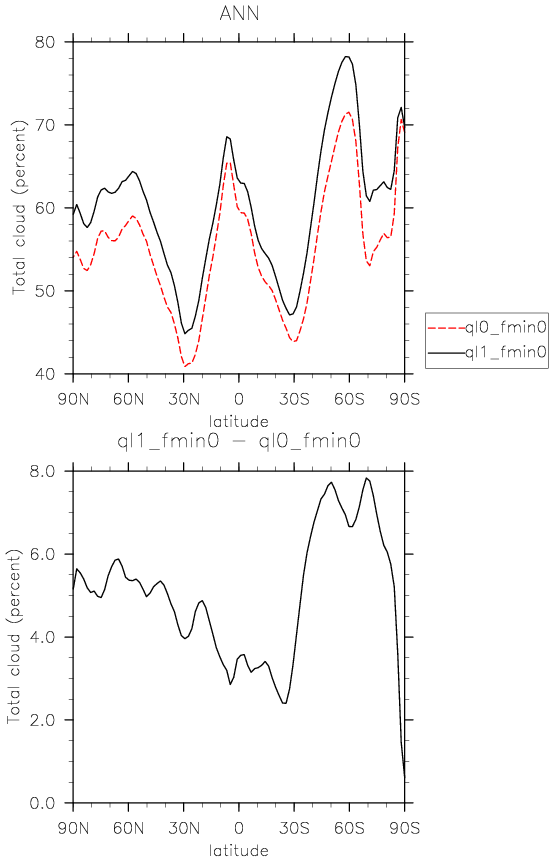 ANN
80
70
60
50
40
Total cloud (percent)
90N 60N 30N 0 30S 60S 90S
latitude
ql0_fmin0
ql1_fmin0
ql1_fmin0 – ql0_fmin0
8.0
6.0
4.0
2.0
0.0
Total cloud (percent)
90N 60N 30N 0 30S 60S 90S
latitude